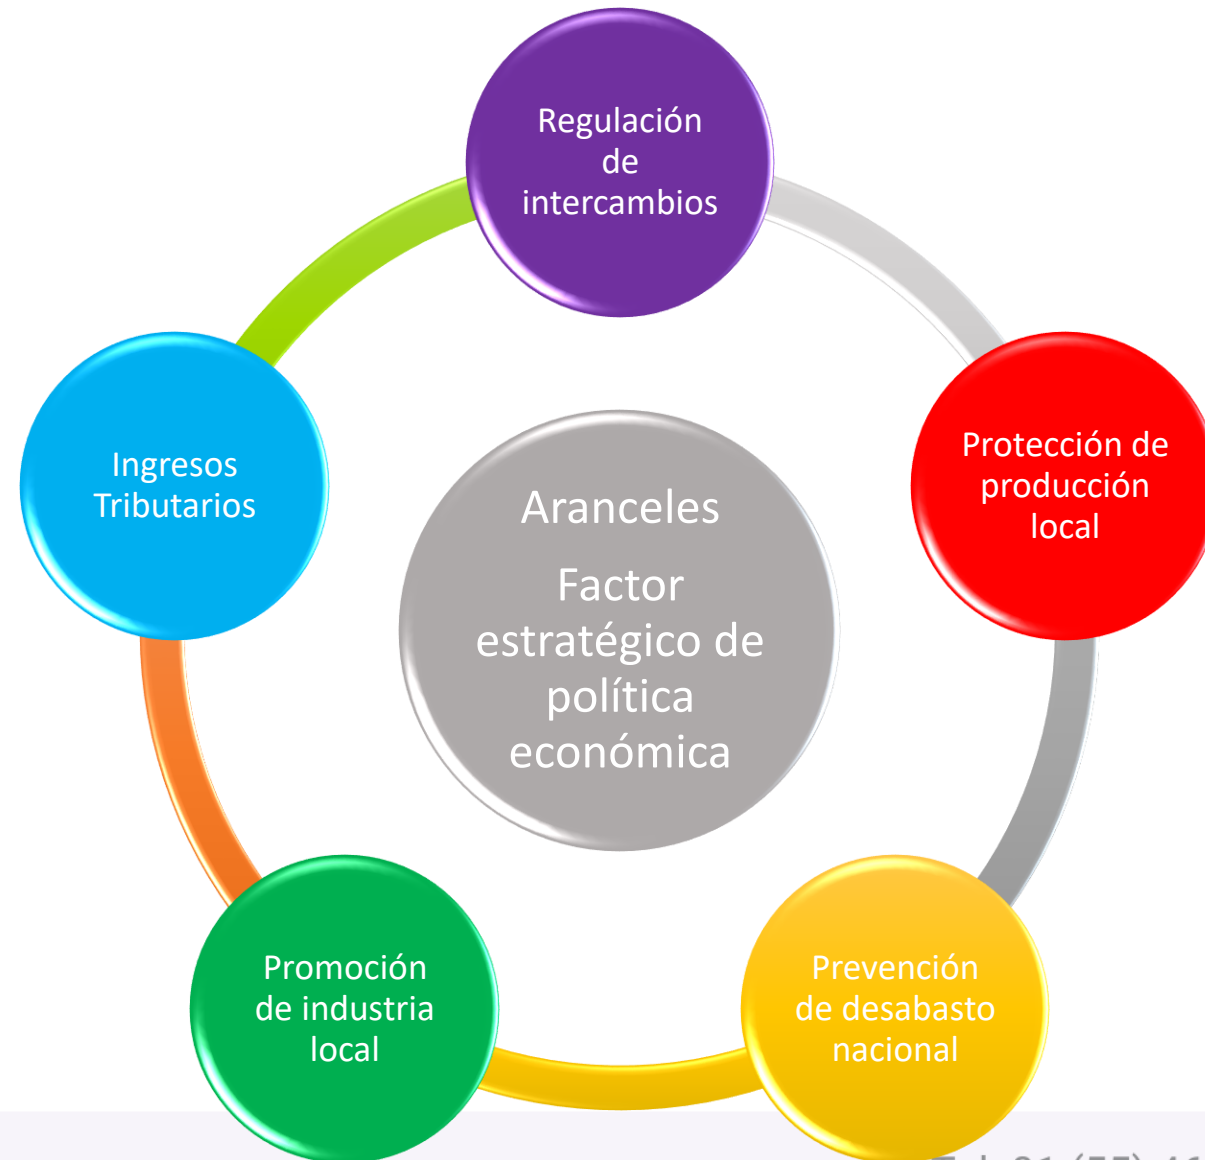 Regulación
de
intercambios
Protección de
producción
local
Ingresos
Tributarios
Aranceles
Factor
estratégico de
política
económica
Promoción
de industria
local
Prevención
de desabasto
nacional